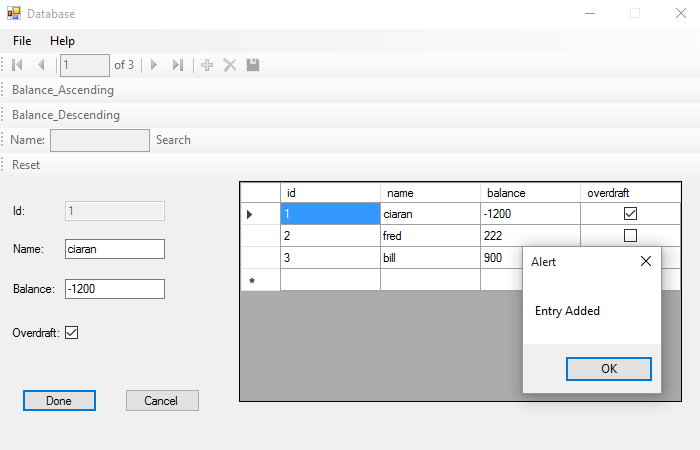 Database
File Help
1 of 3
Balance_Ascending
Balance_Descending
Name: Search
Reset
id name balance overdraft
1 ciaran -1200
2 fred 222
3 bill 900
*
Id: 1
Name: ciaran
Balance: -1200
Overdraft:
Done Cancel
Alert
Entry Added
OK